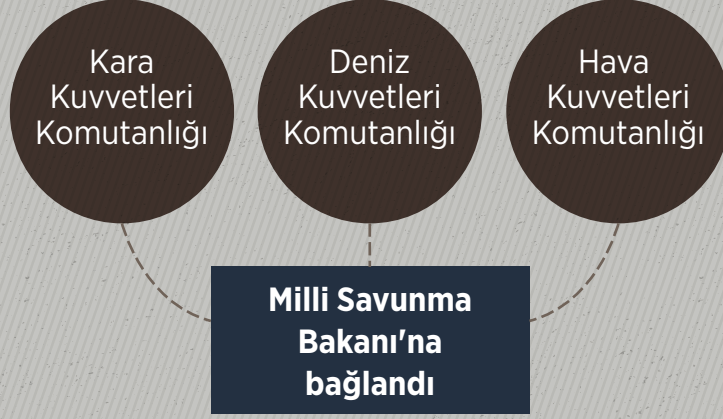 Kara
Kuvvetleri
Komutanlığı
Deniz
Kuvvetleri
Komutanlığı
Hava
Kuvvetleri
Komutanlığı
Milli Savunma
Bakanı'na
bağlandı